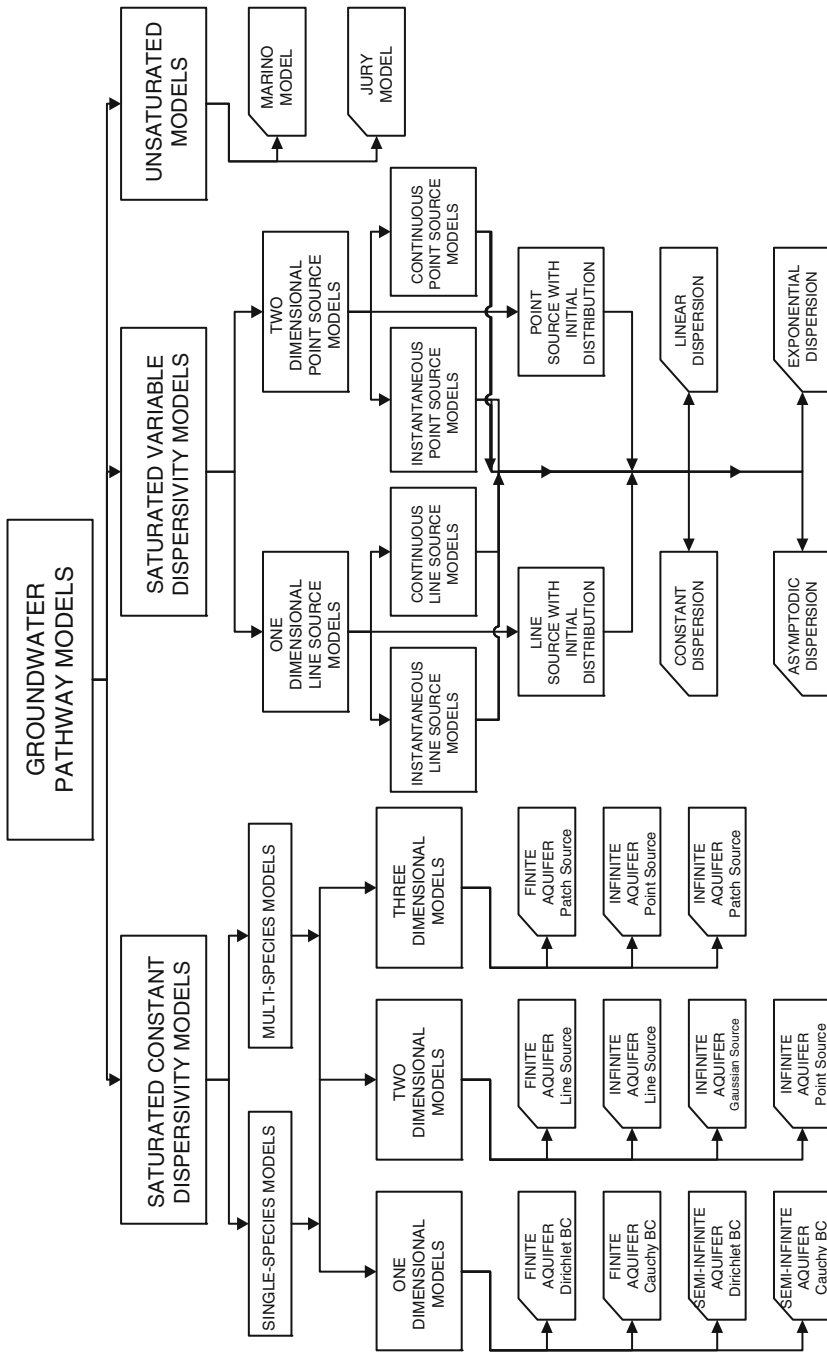 GROUNDWATER
PATHWAY MODELS
SATURATED CONSTANT
DISPERSIVITY MODELS
SATURATED VARIABLE
DISPERSIVITY MODELS
UNSATURATED
MODELS
SINGLE-SPECIES MODELS
MULTI-SPECIES MODELS
ONE
DIMENSIONAL
MODELS
TWO
DIMENSIONAL
MODELS
THREE
DIMENSIONAL
MODELS
FINITE
AQUIFER
Dirichlet BC
FINITE
AQUIFER
Cauchy BC
SEMI-INFINITE
AQUIFER
Dirichlet BC
SEMI-INFINITE
AQUIFER
Cauchy BC
FINITE
AQUIFER
Line Source
INFINITE
AQUIFER
Line Source
INFINITE
AQUIFER
Gaussian Source
INFINITE
AQUIFER
Point Source
FINITE
AQUIFER
Patch Source
INFINITE
AQUIFER
Point Source
INFINITE
AQUIFER
Patch Source
ONE
DIMENSIONAL
LINE SOURCE
MODELS
TWO
DIMENSIONAL
POINT SOURCE
MODELS
INSTANTANEOUS
LINE SOURCE
MODELS
CONTINUOUS
LINE SOURCE
MODELS
INSTANTANEOUS
POINT SOURCE
MODELS
CONTINUOUS
POINT SOURCE
MODELS
LINE
SOURCE WITH
INITIAL
DISTRIBUTION
POINT
SOURCE WITH
INITIAL
DISTRIBUTION
CONSTANT
DISPERSION
LINEAR
DISPERSION
ASYMPTODIC
DISPERSION
EXPONENTIAL
DISPERSION
MARINO
MODEL
JURY
MODEL